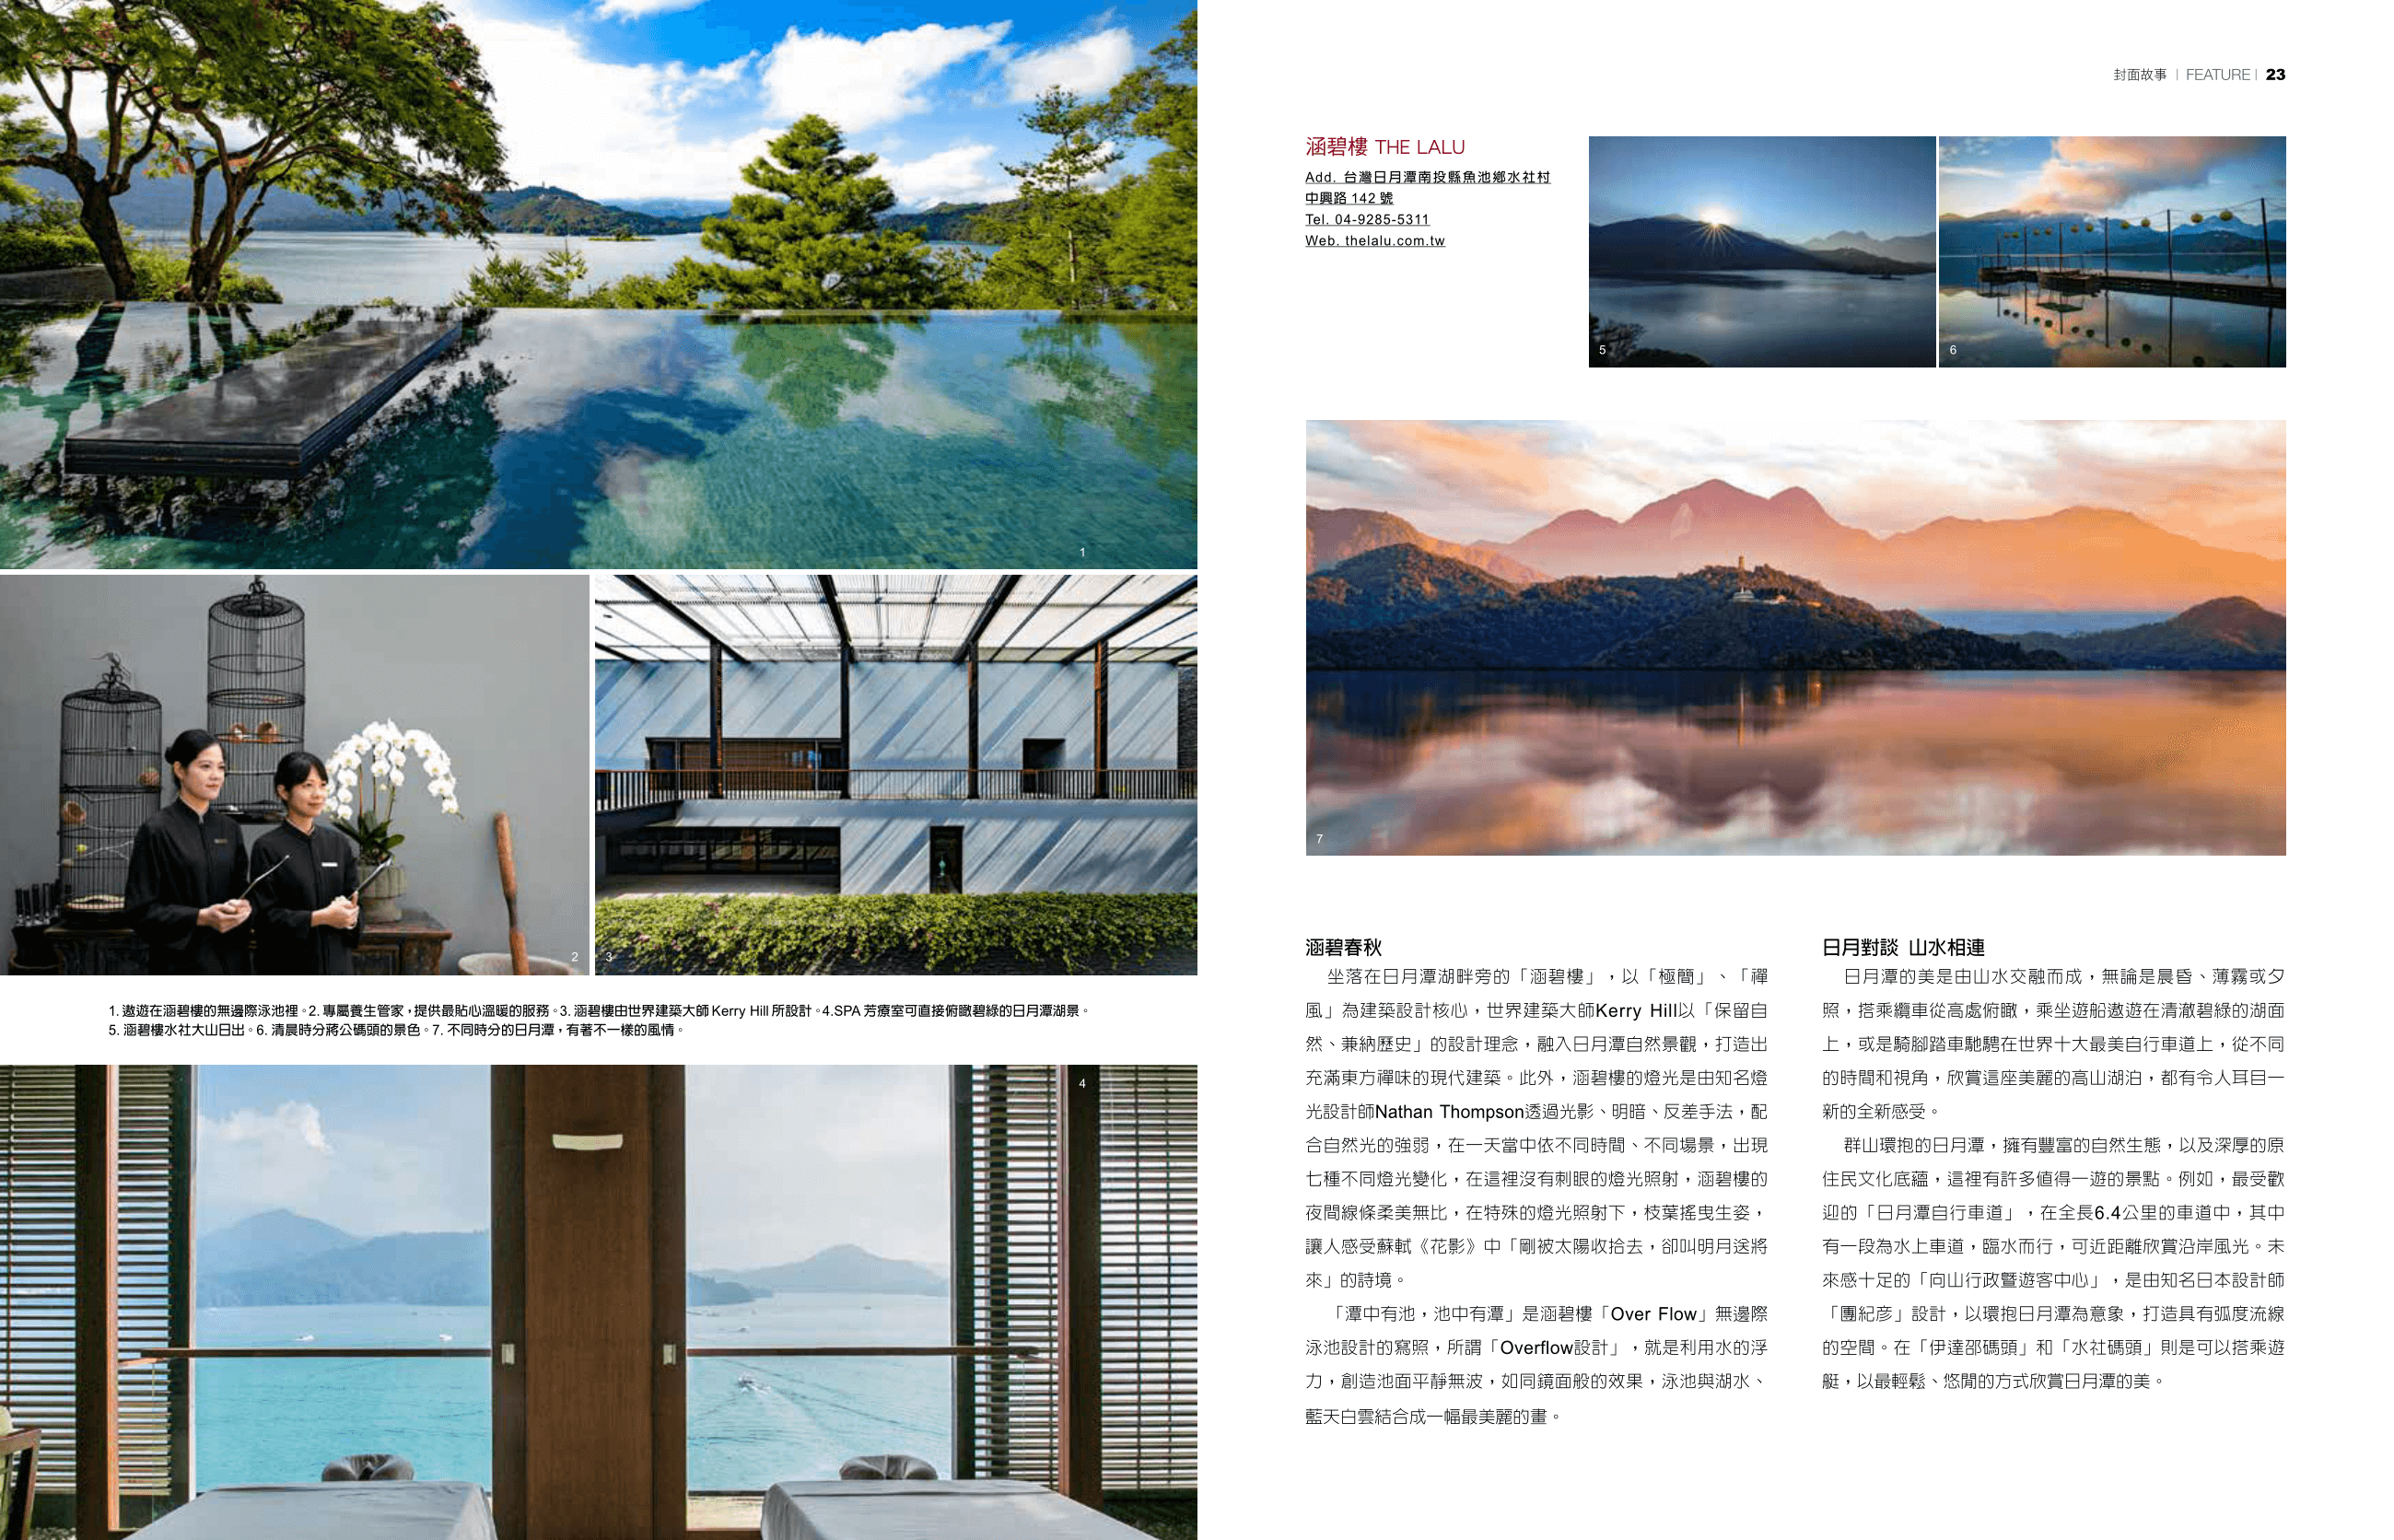 封面故事 | FEATURE | 23
涵碧樓 THE LALU
Add. 台灣日月潭南投縣魚池鄉水社村
中興路 142 號
Tel. 04-9285-5311
Web. thelalu.com.tw
1
2
3
1. 遨遊在涵碧樓的無邊際泳池裡。2. 專屬養生管家，提供最貼心溫暖的服務。3. 涵碧樓由世界建築大師 Kerry Hill 所設計。4.SPA 芳療室可直接俯瞰碧綠的日月潭湖景。
5. 涵碧樓水社大山日出。6. 清晨時分蔣公碼頭的景色。7. 不同時分的日月潭，有著不一樣的風情。
4
5
6
7
涵碧春秋
坐落在日月潭湖畔旁的「涵碧樓」，以「極簡」、「禪
風」為建築設計核心，世界建築大師Kerry Hill以「保留自
然、兼納歷史」的設計理念，融入日月潭自然景觀，打造出
充滿東方禪味的現代建築。此外，涵碧樓的燈光是由知名燈
光設計師Nathan Thompson透過光影、明暗、反差手法，配
合自然光的強弱，在一天當中依不同時間、不同場景，出現
七種不同燈光變化，在這裡沒有刺眼的燈光照射，涵碧樓的
夜間線條柔美無比，在特殊的燈光照射下，枝葉搖曳生姿，
讓人感受蘇軾《花影》中「剛被太陽收拾去，卻叫明月送將
來」的詩境。
「潭中有池，池中有潭」是涵碧樓「Over Flow」無邊際
泳池設計的寫照，所謂「Overflow設計」，就是利用水的浮
力，創造池面平靜無波，如同鏡面般的效果，泳池與湖水、
藍天白雲結合成一幅最美麗的畫。
日月對談 山水相連
日月潭的美是由山水交融而成，無論是晨昏、薄霧或夕
照，搭乘纜車從高處俯瞰，乘坐遊船遨遊在清澈碧綠的湖面
上，或是騎腳踏車馳騁在世界十大最美自行車道上，從不同
的時間和視角，欣賞這座美麗的高山湖泊，都有令人耳目一
新的全新感受。
群山環抱的日月潭，擁有豐富的自然生態，以及深厚的原
住民文化底蘊，這裡有許多值得一遊的景點。例如，最受歡
迎的「日月潭自行車道」，在全長6.4公里的車道中，其中
有一段為水上車道，臨水而行，可近距離欣賞沿岸風光。未
來感十足的「向山行政暨遊客中心」，是由知名日本設計師
「團紀彦」設計，以環抱日月潭為意象，打造具有弧度流線
的空間。在「伊達邵碼頭」和「水社碼頭」則是可以搭乘遊
艇，以最輕鬆、悠閒的方式欣賞日月潭的美。